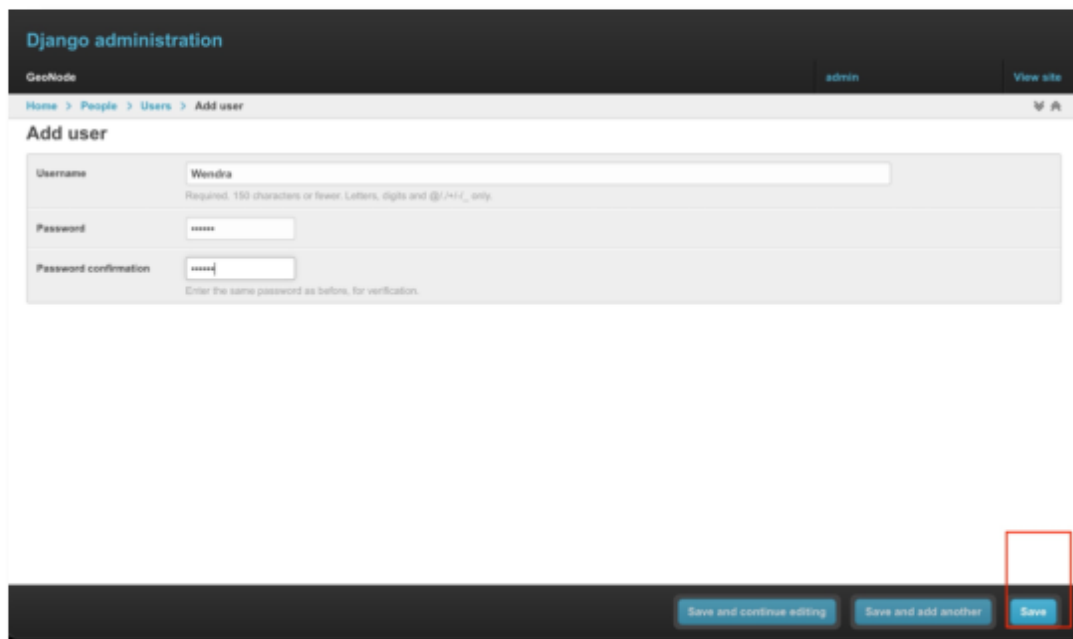 Django administration
GeoNode admin View site
Home > People > Users > Add user
Add user
Username Wendra
Required. 150 characters or fewer. Letters, digits and @/./+/-/_ only.
Password ••••••
Password confirmation ••••••
Enter the same password as before, for verification.
Save and continue editing Save and add another Save